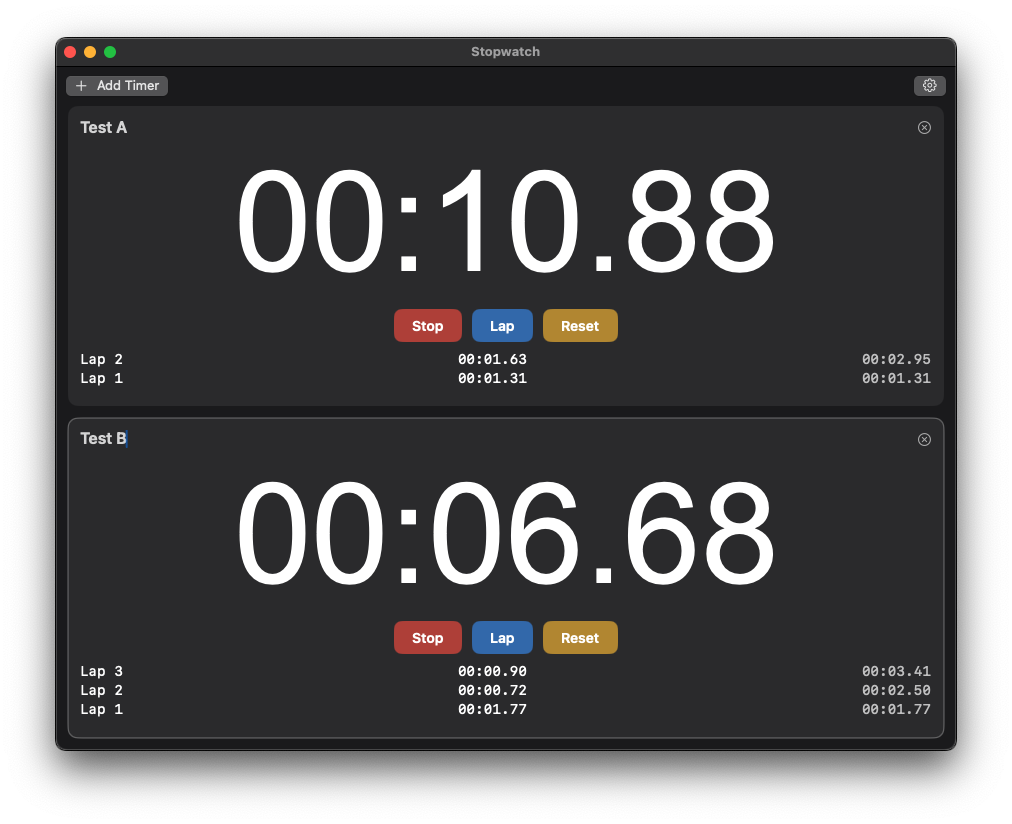 Stopwatch
+ Add Timer
Test A
00:10.88
Stop Lap Reset
Lap 2 00:01.63 00:02.95
Lap 1 00:01.31 00:01.31
Test B
00:06.68
Stop Lap Reset
Lap 3 00:00.90 00:03.41
Lap 2 00:00.72 00:02.50
Lap 1 00:01.77 00:01.77